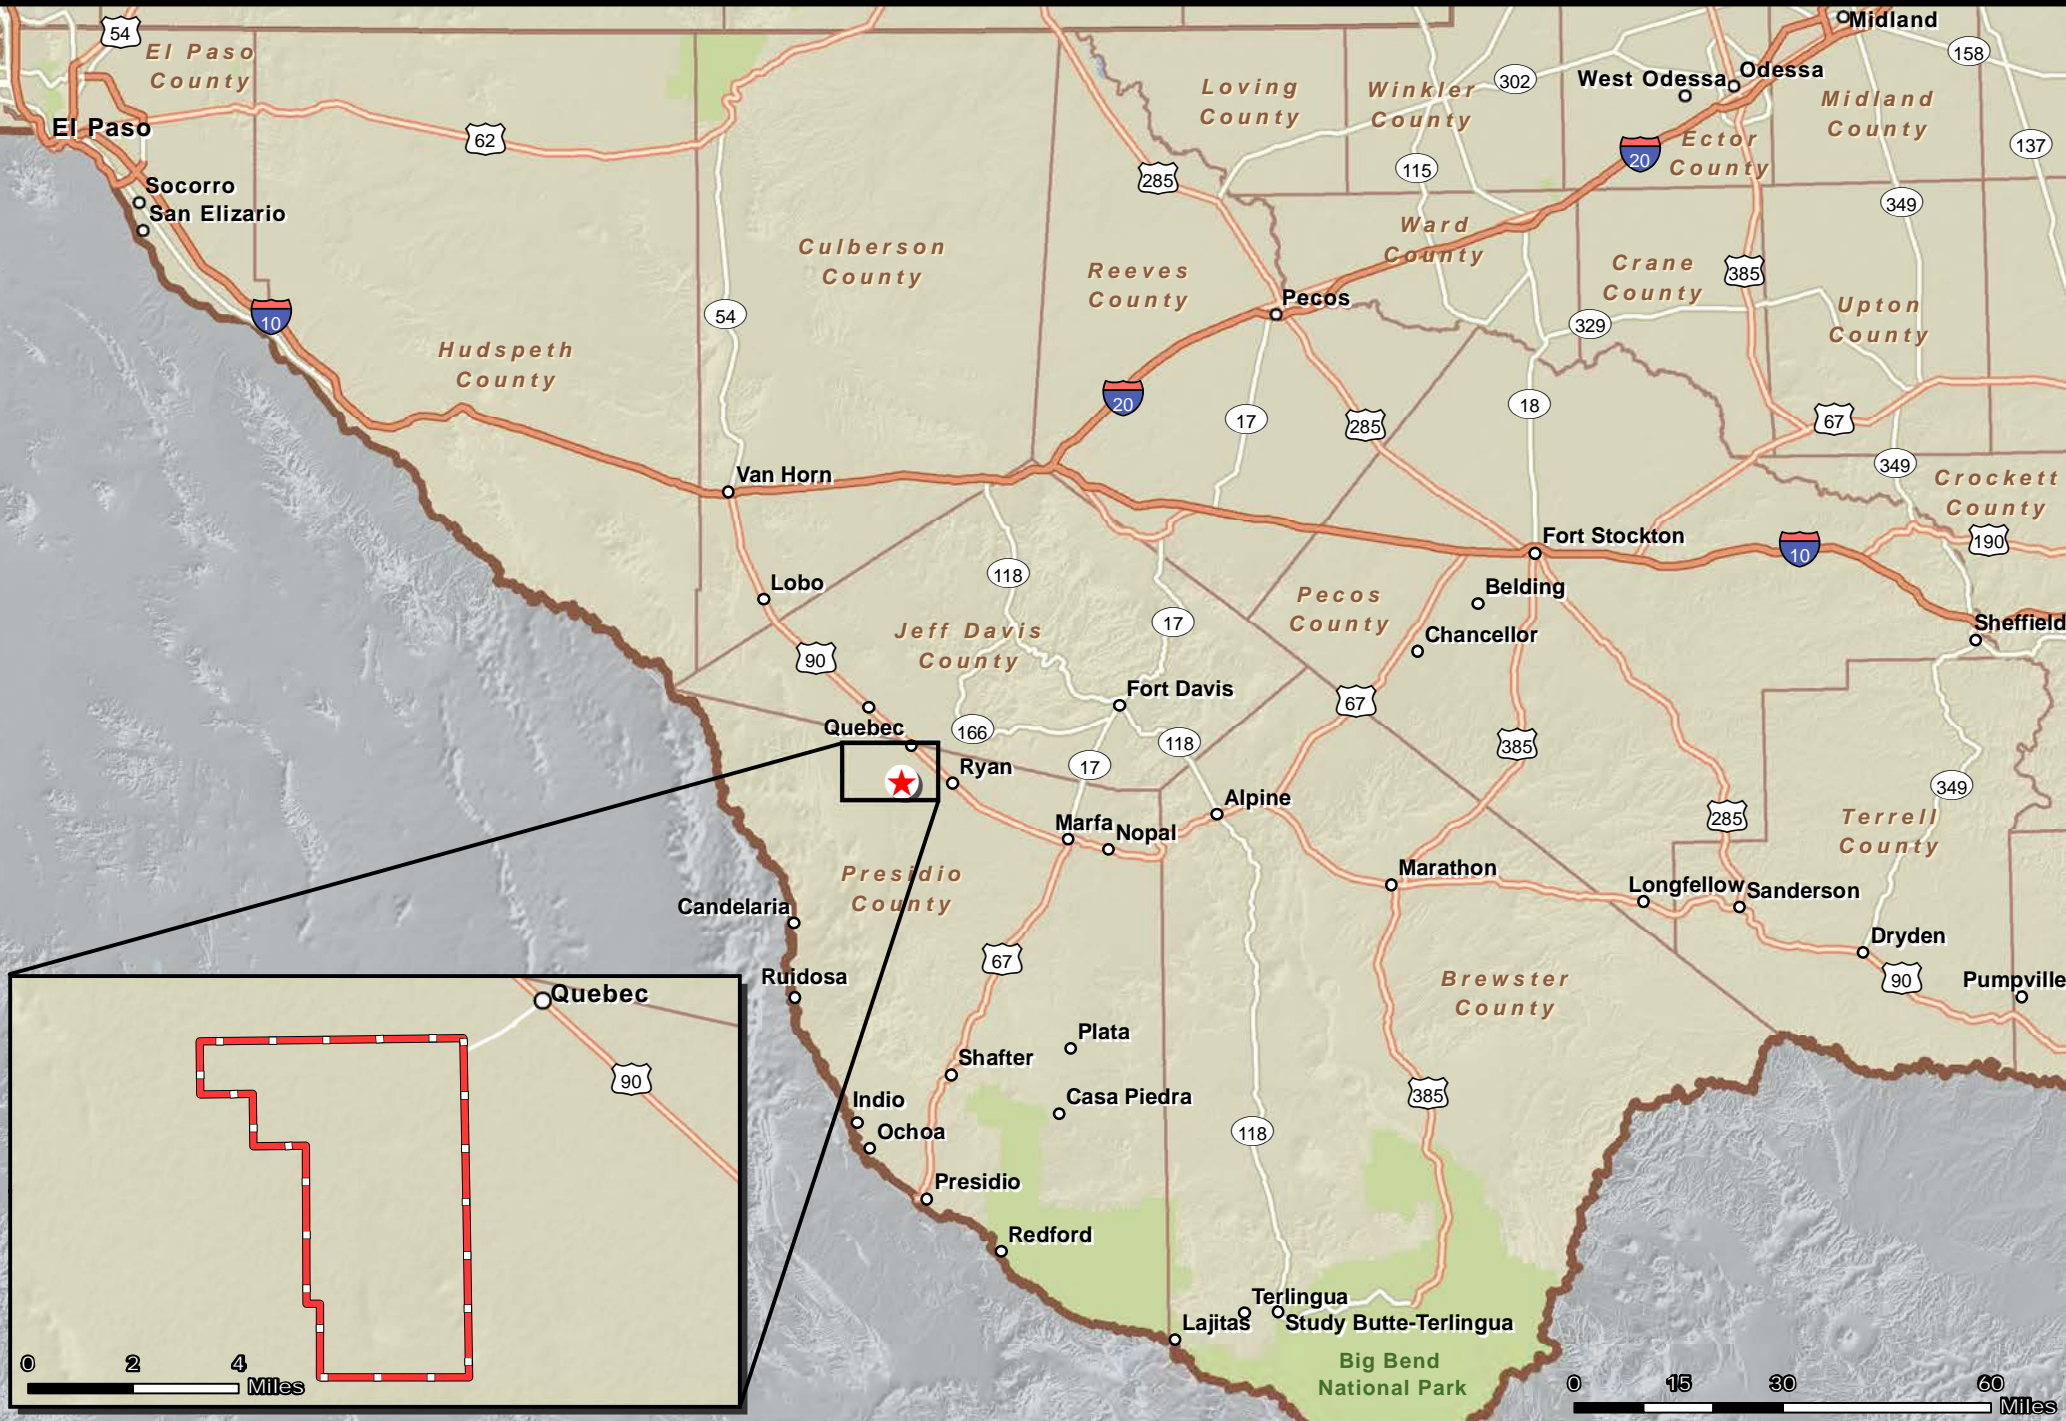 Midland
54
El Paso
County
158
West Odessa
Odessa
302
Loving
County
Winkler
County
Midland
County
El Paso
62
Ector
County
137
20
115
285
Socorro
San Elizario
349
Ward
County
Culberson
County
Reeves
County
Crane
County
385
Pecos
Upton
County
10
54
329
Hudspeth
County
20
17
285
18
67
349
Van Horn
Crockett
County
Fort Stockton
10
190
118
Lobo
Belding
Pecos
County
Jeff Davis
County
17
Chancellor
Sheffield
90
Fort Davis
67
Quebec
166
118
385
Ryan
17
349
Alpine
Marfa
Nopal
285
Terrell
County
Presidio
County
Marathon
Longfellow
Sanderson
Candelaria
67
Dryden
Ruidosa
Brewster
County
90
Pumpville
Quebec
Plata
Shafter
90
Casa Piedra
385
Indio
118
Ochoa
Presidio
Redford
Terlingua
Lajitas
Study Butte-Terlingua
Big Bend
National Park
0 2 4
Miles
0 15 30 60
Miles